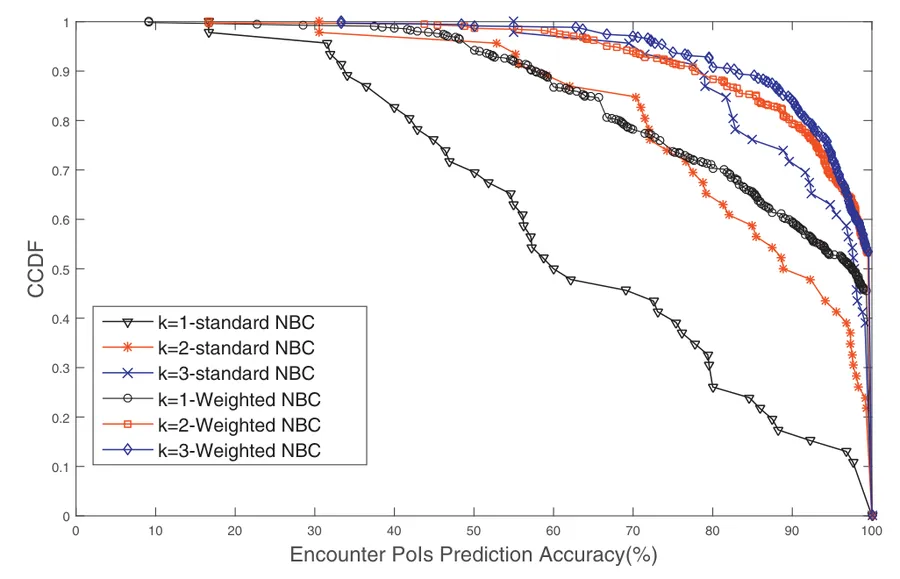 1
0.9
0.8
0.7
0.6
0.5
0.4
0.3
0.2
0.1
0
CCDF
k=1-standard NBC
k=2-standard NBC
k=3-standard NBC
k=1-Weighted NBC
k=2-Weighted NBC
k=3-Weighted NBC
0 10 20 30 40 50 60 70 80 90 100
Encounter PoIs Prediction Accuracy(%)